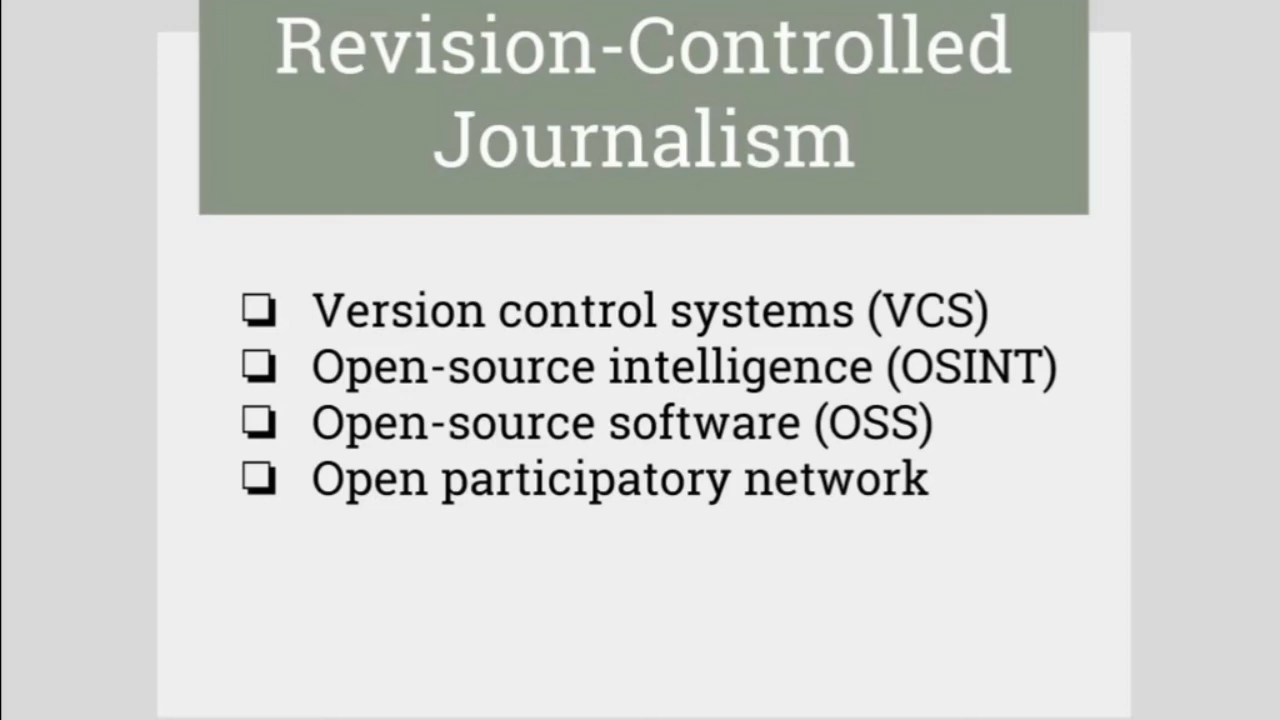 Revision-Controlled
Journalism
❏ Version control systems (VCS)
❏ Open-source intelligence (OSINT)
❏ Open-source software (OSS)
❏ Open participatory network